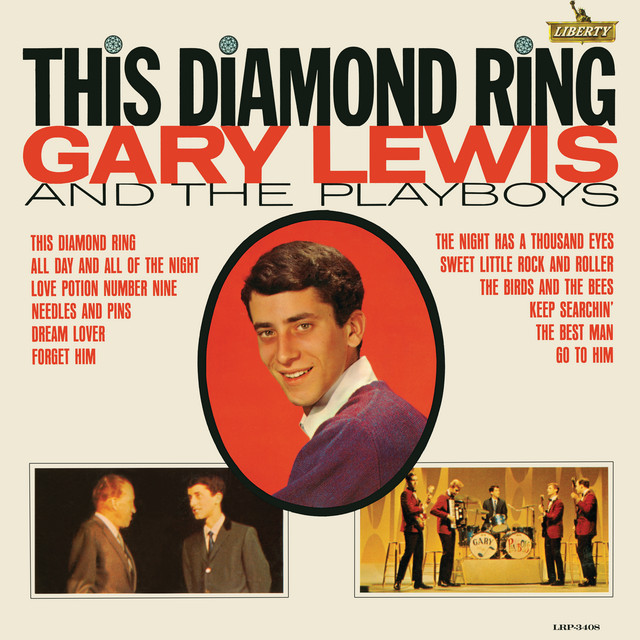 LIBERTY
THIS DIAMOND RING
GARY LEWIS
AND THE PLAYBOYS
THIS DIAMOND RING
ALL DAY AND ALL OF THE NIGHT
LOVE POTION NUMBER NINE
NEEDLES AND PINS
DREAM LOVER
FORGET HIM
THE NIGHT HAS A THOUSAND EYES
SWEET LITTLE ROCK AND ROLLER
THE BIRDS AND THE BEES
KEEP SEARCHIN'
THE BEST MAN
GO TO HIM
GARY
LRP-3408